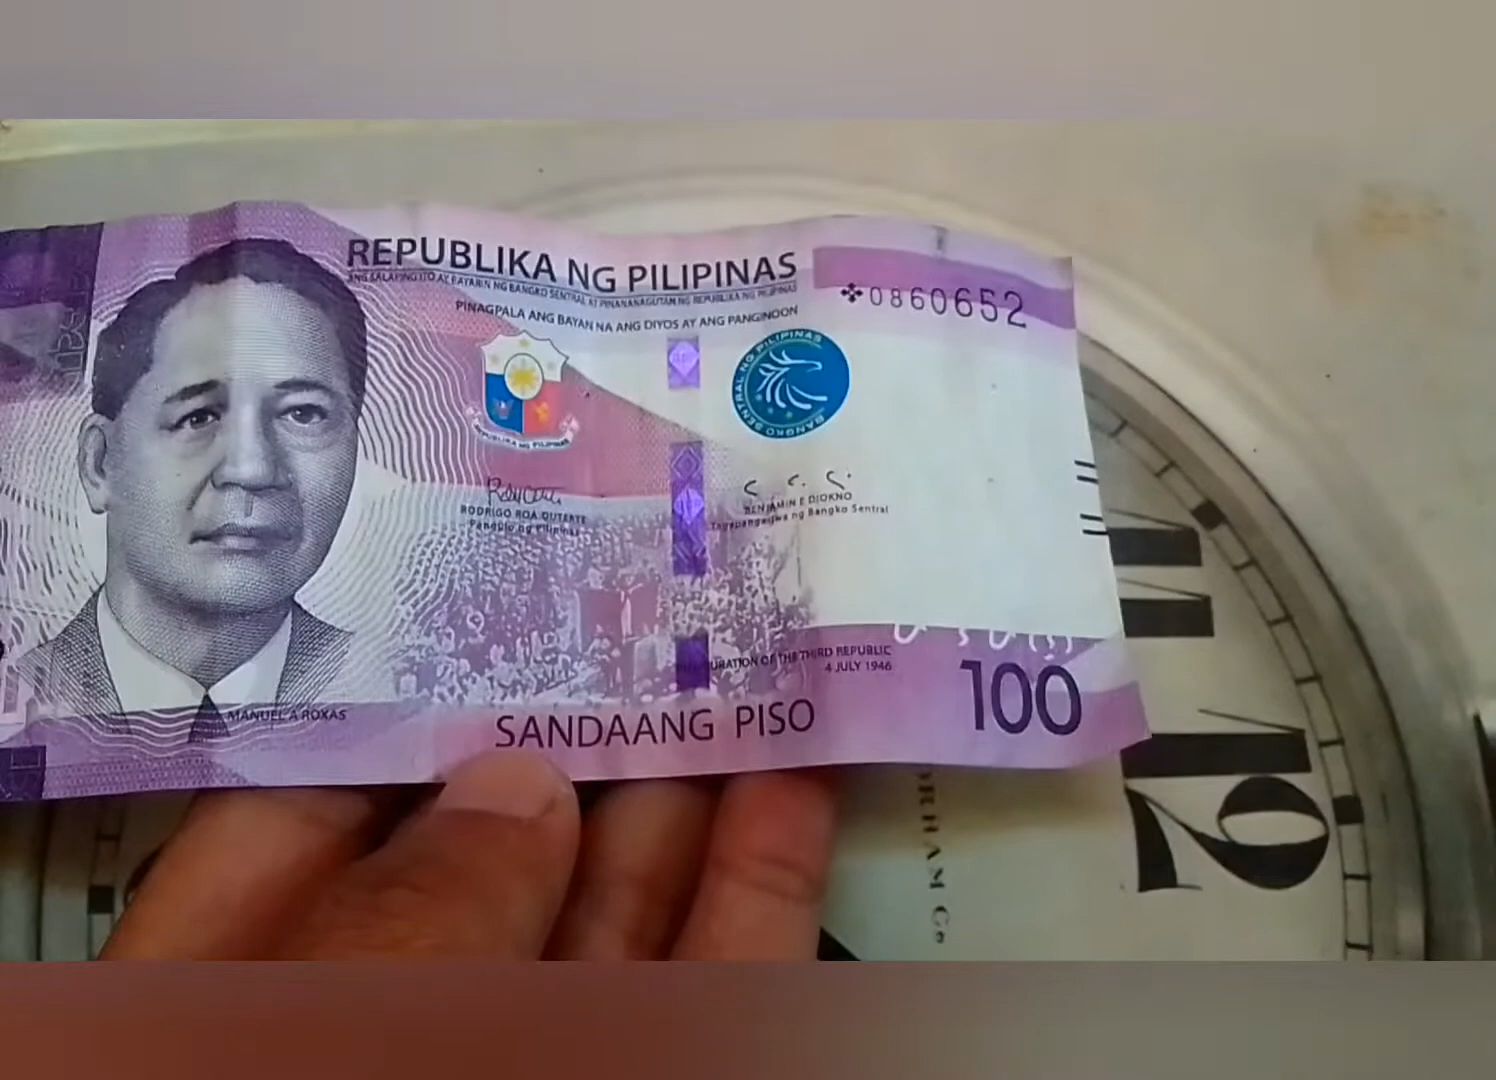 REPUBLIKA NG PILIPINAS
ANG SALAPING ITO AY BAYARIN NG BANGKO SENTRAL AT PINANANAGUTAN NG REPUBLIKA NG PILIPINAS
PINAGPALA ANG BAYAN NA ANG DIYOS AY ANG PANGINOON
0860652
BANGKO SENTRAL NG PILIPINAS
REPUBLIKA NG PILIPINAS
RODRIGO ROA DUTERTE
Pangulo ng Pilipinas
BENJAMIN E DIOKNO
Tagapangasiwa ng Bangko Sentral
OF THE THIRD REPUBLIC
4 JULY 1946
MANUEL A ROXAS
SANDAANG PISO
100
12
Co